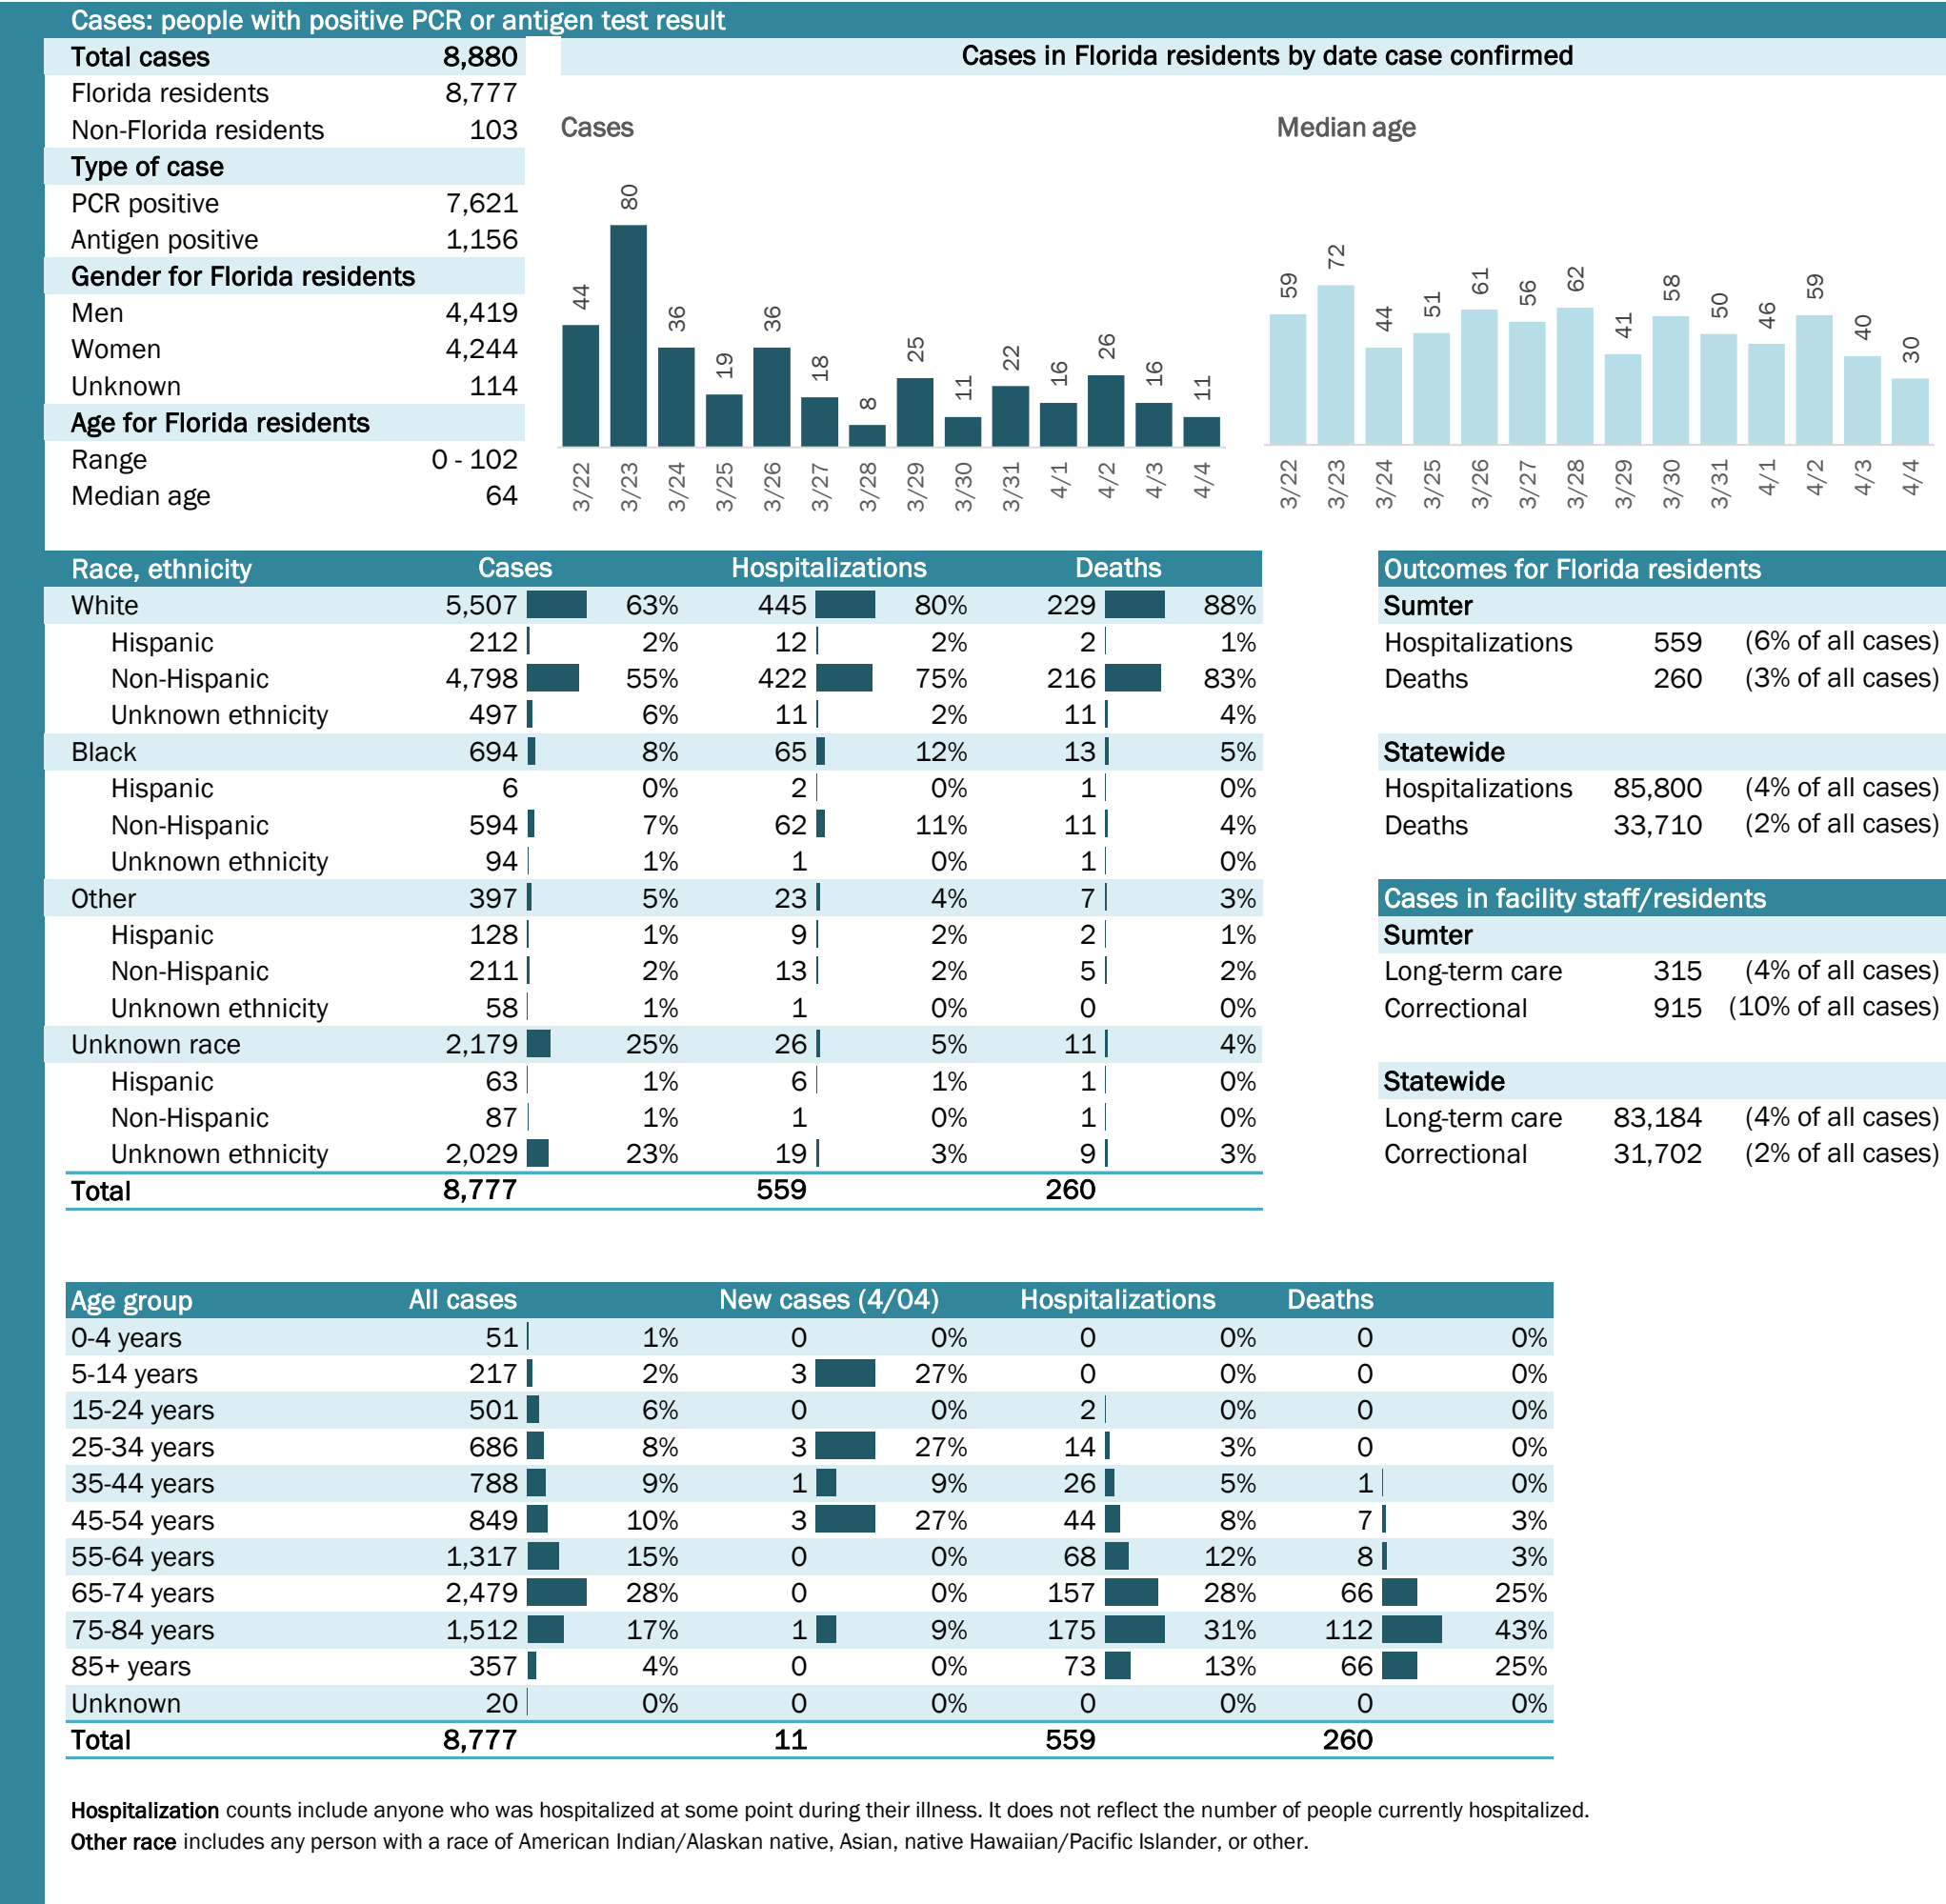 Cases: people with positive PCR or antigen test result
Total cases 8,880
Florida residents 8,777
Non-Florida residents 103
Type of case
PCR positive 7,621
Antigen positive 1,156
Gender for Florida residents
Men 4,419
Women 4,244
Unknown 114
Age for Florida residents
Range 0 - 102
Median age 64
Cases in Florida residents by date case confirmed
Cases
44 80 36 19 36 18 8 25 11 22 16 26 16 11
3/22 3/23 3/24 3/25 3/26 3/27 3/28 3/29 3/30 3/31 4/1 4/2 4/3 4/4
Median age
59 72 44 51 61 56 62 41 58 50 46 59 40 30
3/22 3/23 3/24 3/25 3/26 3/27 3/28 3/29 3/30 3/31 4/1 4/2 4/3 4/4
Race, ethnicity Cases Hospitalizations Deaths
White 5,507 63% 445 80% 229 88%
Hispanic 212 2% 12 2% 2 1%
Non-Hispanic 4,798 55% 422 75% 216 83%
Unknown ethnicity 497 6% 11 2% 11 4%
Black 694 8% 65 12% 13 5%
Hispanic 6 0% 2 0% 1 0%
Non-Hispanic 594 7% 62 11% 11 4%
Unknown ethnicity 94 1% 1 0% 1 0%
Other 397 5% 23 4% 7 3%
Hispanic 128 1% 9 2% 2 1%
Non-Hispanic 211 2% 13 2% 5 2%
Unknown ethnicity 58 1% 1 0% 0 0%
Unknown race 2,179 25% 26 5% 11 4%
Hispanic 63 1% 6 1% 1 0%
Non-Hispanic 87 1% 1 0% 1 0%
Unknown ethnicity 2,029 23% 19 3% 9 3%
Total 8,777 559 260
Outcomes for Florida residents
Sumter
Hospitalizations 559 (6% of all cases)
Deaths 260 (3% of all cases)
Statewide
Hospitalizations 85,800 (4% of all cases)
Deaths 33,710 (2% of all cases)
Cases in facility staff/residents
Sumter
Long-term care 315 (4% of all cases)
Correctional 915 (10% of all cases)
Statewide
Long-term care 83,184 (4% of all cases)
Correctional 31,702 (2% of all cases)
Age group All cases New cases (4/04) Hospitalizations Deaths
0-4 years 51 1% 0 0% 0 0% 0 0%
5-14 years 217 2% 3 27% 0 0% 0 0%
15-24 years 501 6% 0 0% 2 0% 0 0%
25-34 years 686 8% 3 27% 14 3% 0 0%
35-44 years 788 9% 1 9% 26 5% 1 0%
45-54 years 849 10% 3 27% 44 8% 7 3%
55-64 years 1,317 15% 0 0% 68 12% 8 3%
65-74 years 2,479 28% 0 0% 157 28% 66 25%
75-84 years 1,512 17% 1 9% 175 31% 112 43%
85+ years 357 4% 0 0% 73 13% 66 25%
Unknown 20 0% 0 0% 0 0% 0 0%
Total 8,777 11 559 260
Hospitalization counts include anyone who was hospitalized at some point during their illness. It does not reflect the number of people currently hospitalized.
Other race includes any person with a race of American Indian/Alaskan native, Asian, native Hawaiian/Pacific Islander, or other.